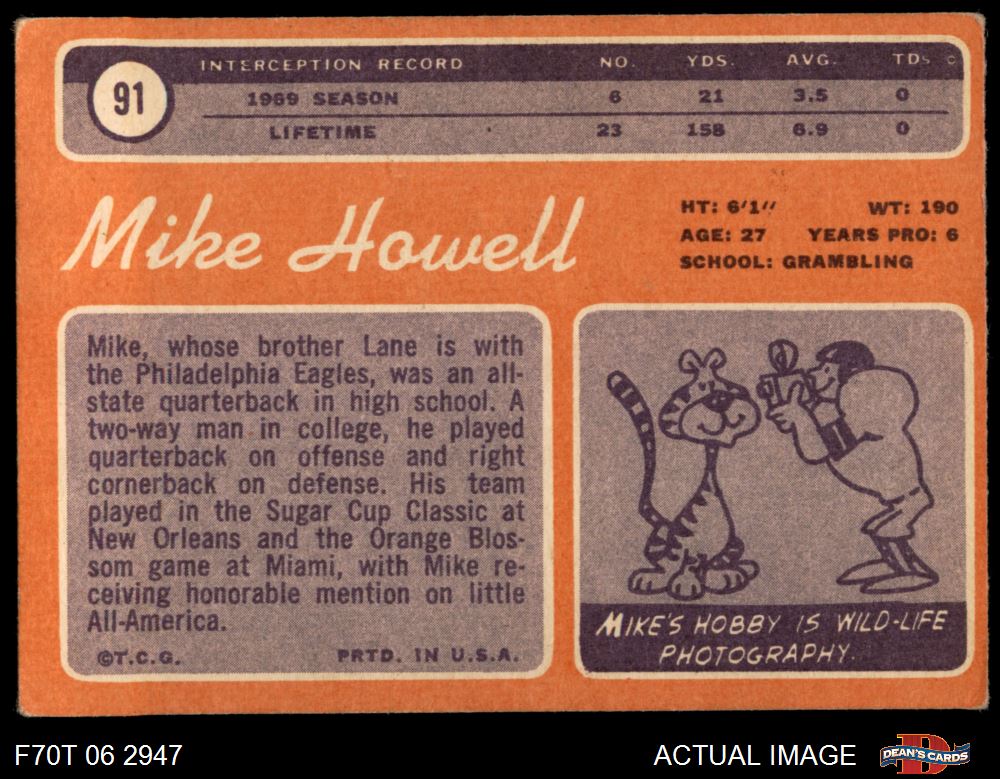 91
INTERCEPTION RECORD NO. YDS. AVG. TDs C
1969 SEASON 6 21 3.5 0
LIFETIME 23 158 6.9 0
Mike Howell
HT: 6'1" WT: 190
AGE: 27 YEARS PRO: 6
SCHOOL: GRAMBLING
Mike, whose brother Lane is with
the Philadelphia Eagles, was an all-
state quarterback in high school. A
two-way man in college, he played
quarterback on offense and right
cornerback on defense. His team
played in the Sugar Cup Classic at
New Orleans and the Orange Blos-
som game at Miami, with Mike re-
ceiving honorable mention on little
All-America.
©T.C.G. PRTD. IN U.S.A.
MIKE'S HOBBY IS WILD-LIFE
PHOTOGRAPHY.
F70T 06 2947 ACTUAL IMAGE DEAN'S CARDS